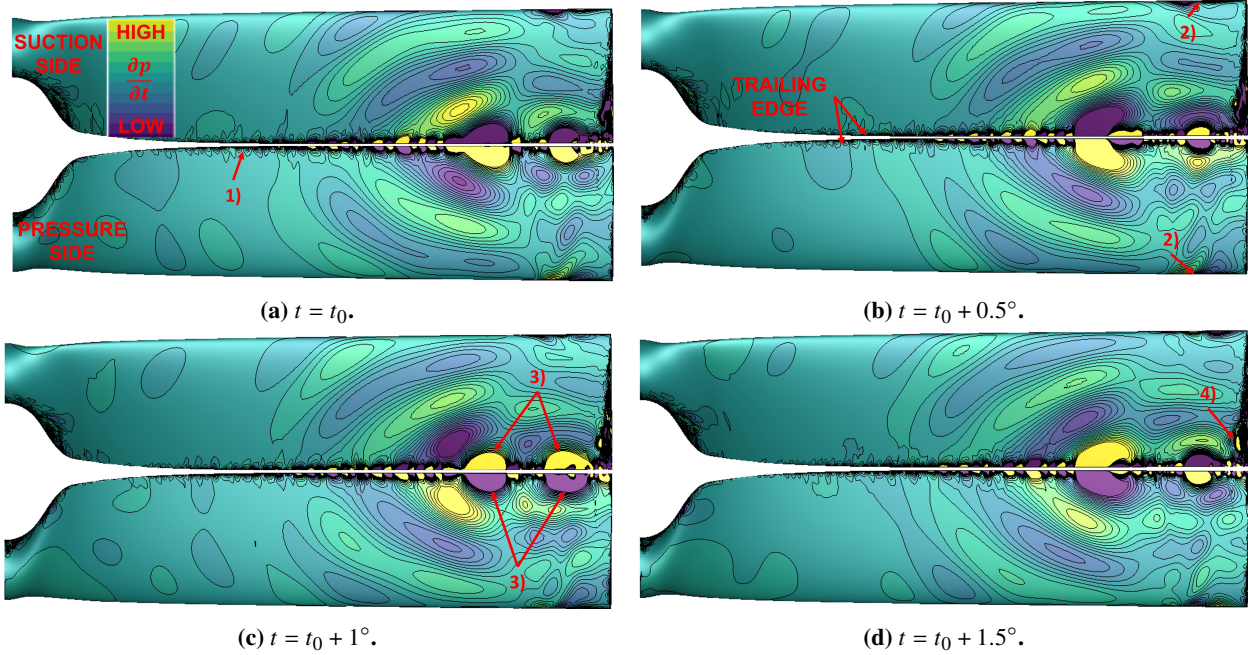 SUCTION
SIDE
HIGH
∂p
∂t
LOW
1)
PRESSURE
SIDE
(a) t = t₀.
2)
TRAILING
EDGE
2)
(b) t = t₀ + 0.5°.
3)
3)
(c) t = t₀ + 1°.
4)
(d) t = t₀ + 1.5°.